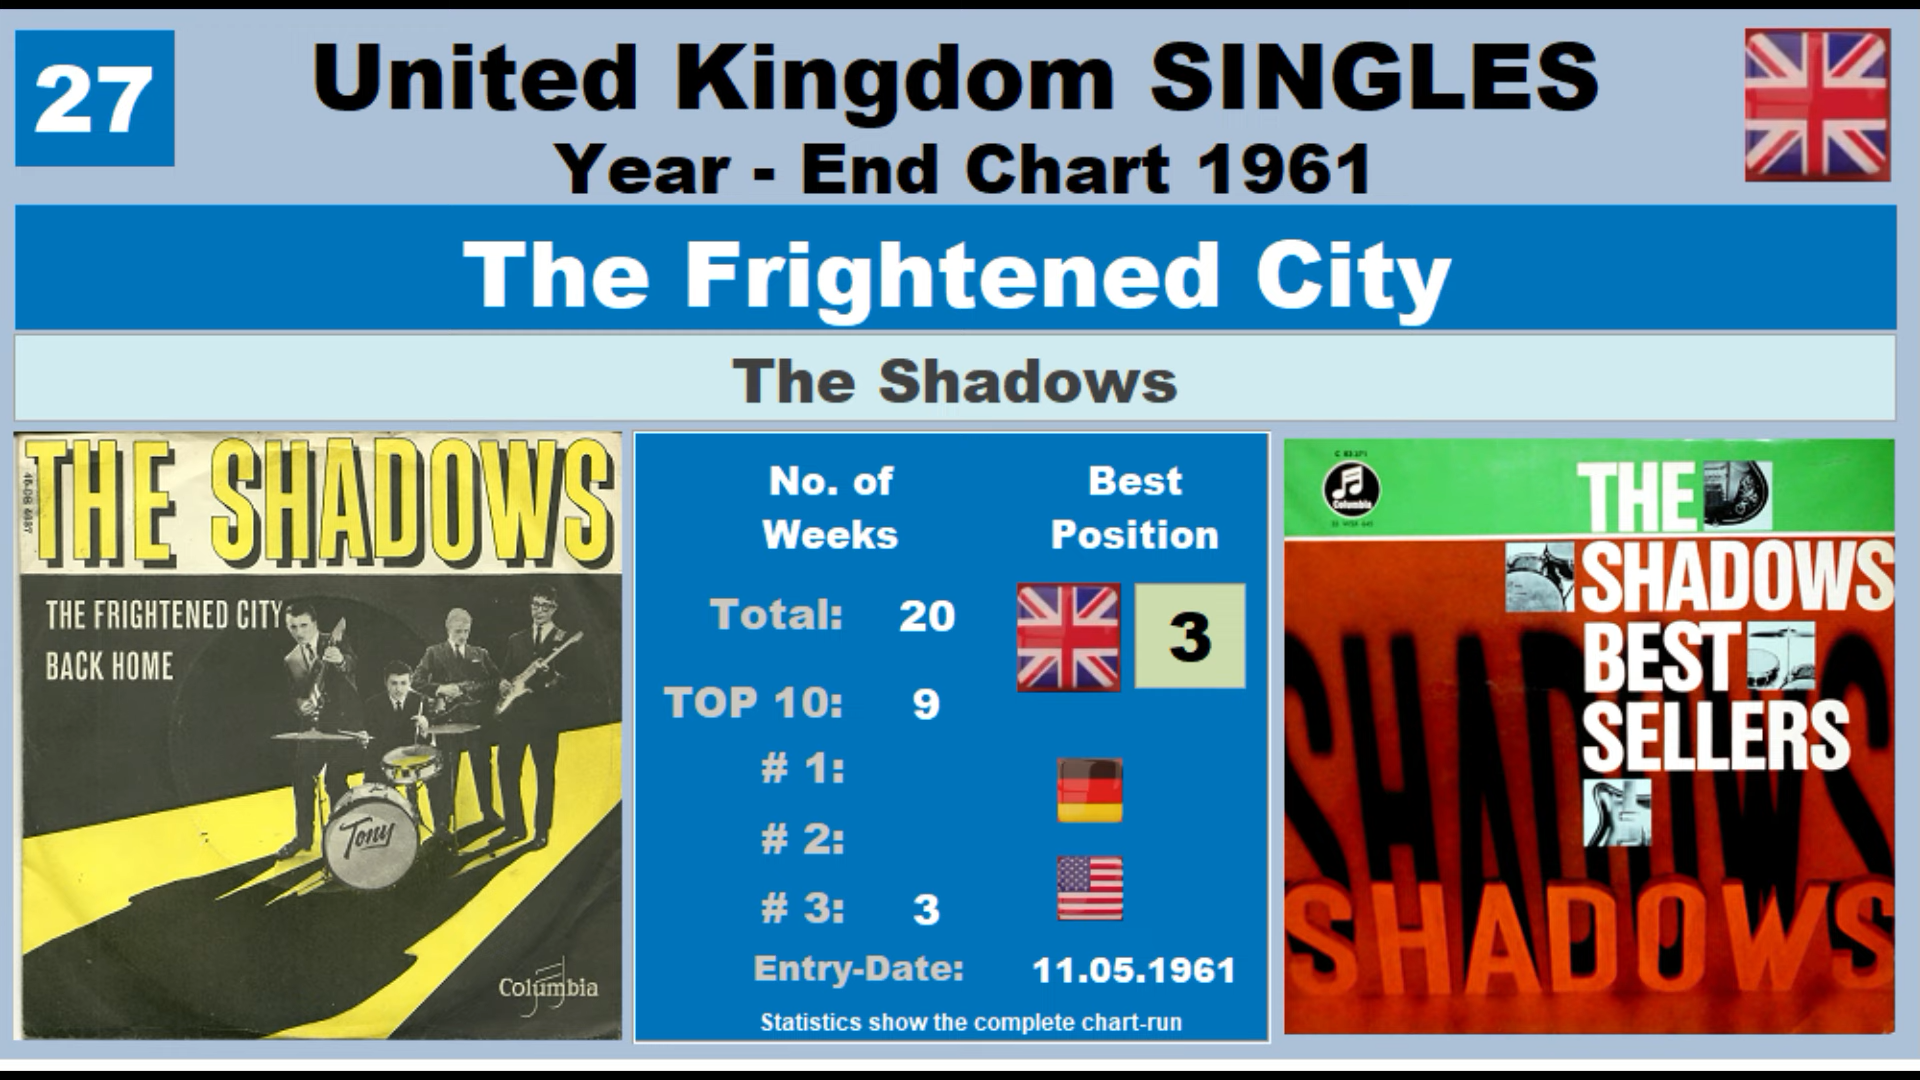 27
United Kingdom SINGLES
Year - End Chart 1961
The Frightened City
The Shadows
THE SHADOWS
THE FRIGHTENED CITY
BACK HOME
Tony
Columbia
No. of Weeks
Best Position
Total: 20
3
TOP 10: 9
# 1:
# 2:
# 3: 3
Entry-Date: 11.05.1961
Statistics show the complete chart-run
Columbia
THE
SHADOWS
BEST
SELLERS
SHADOWS
SHADOWS